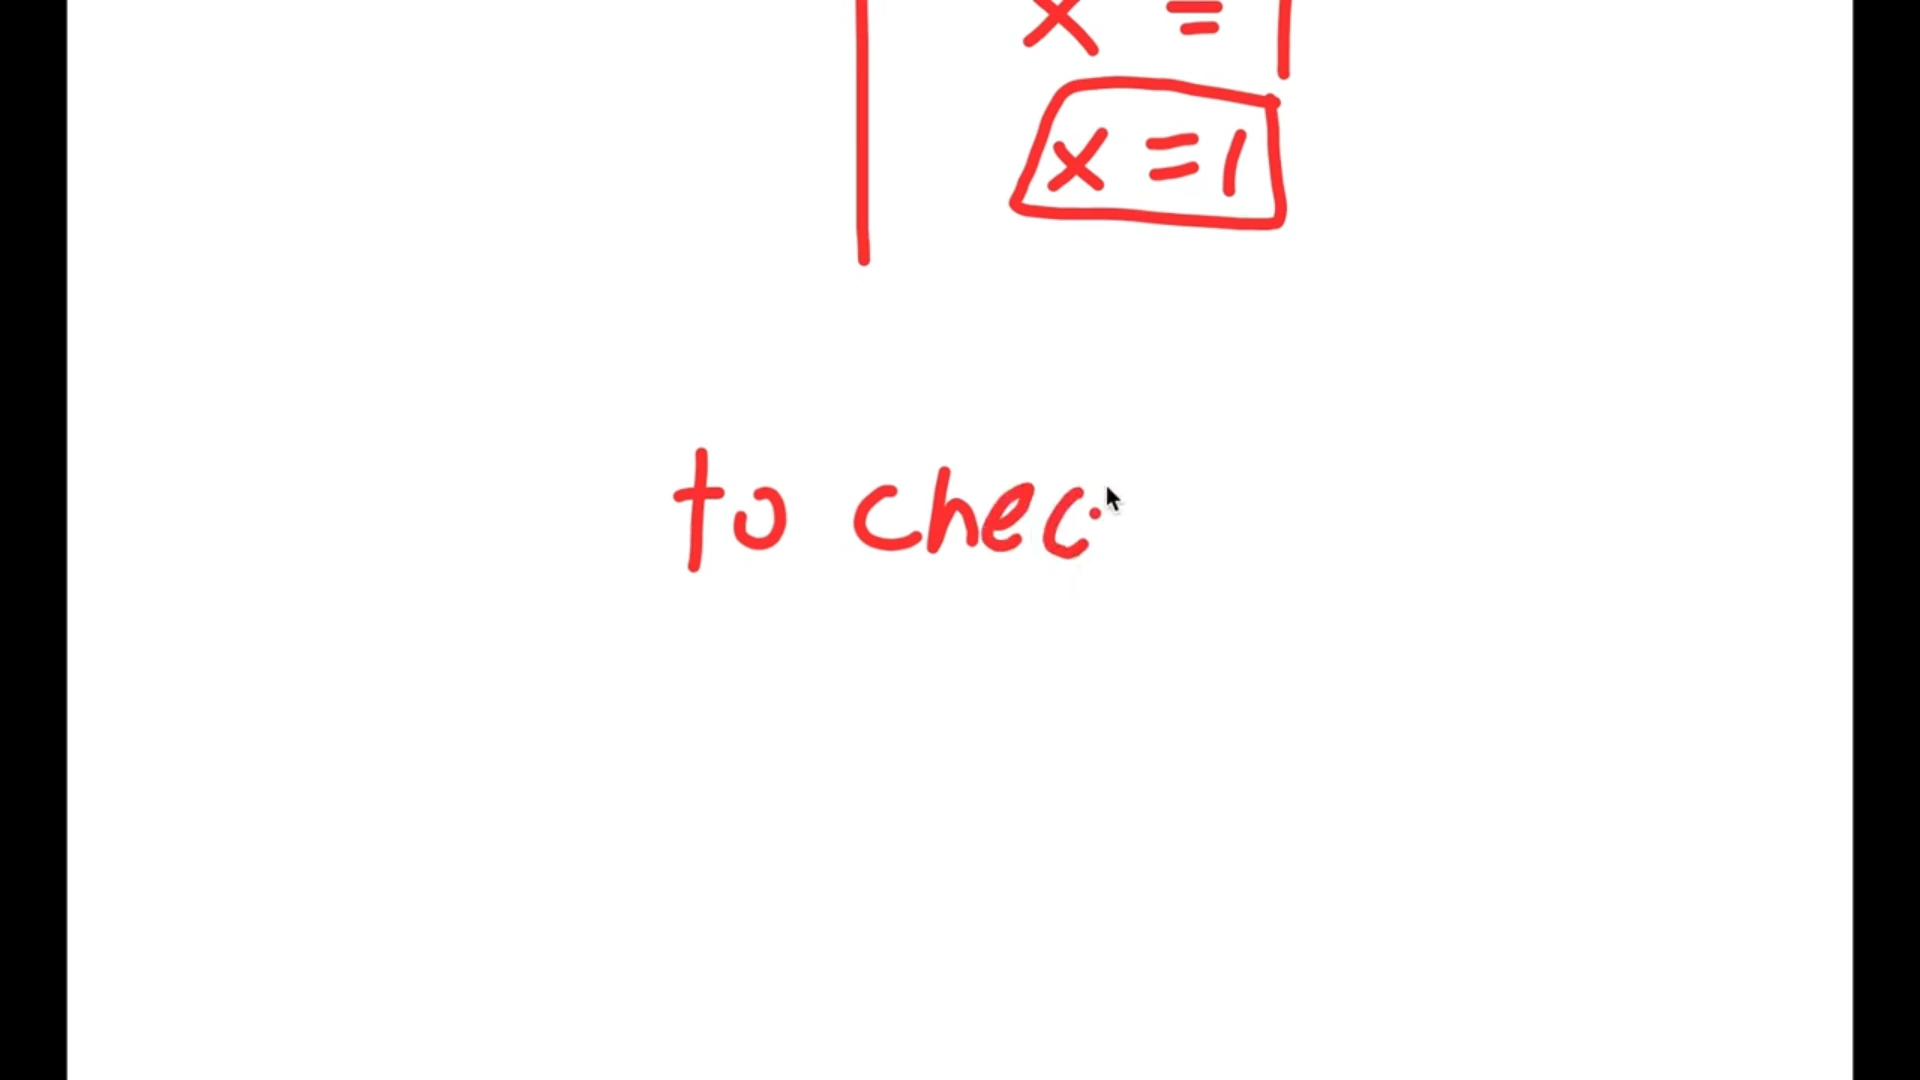 x = 1
x = 1
to chec